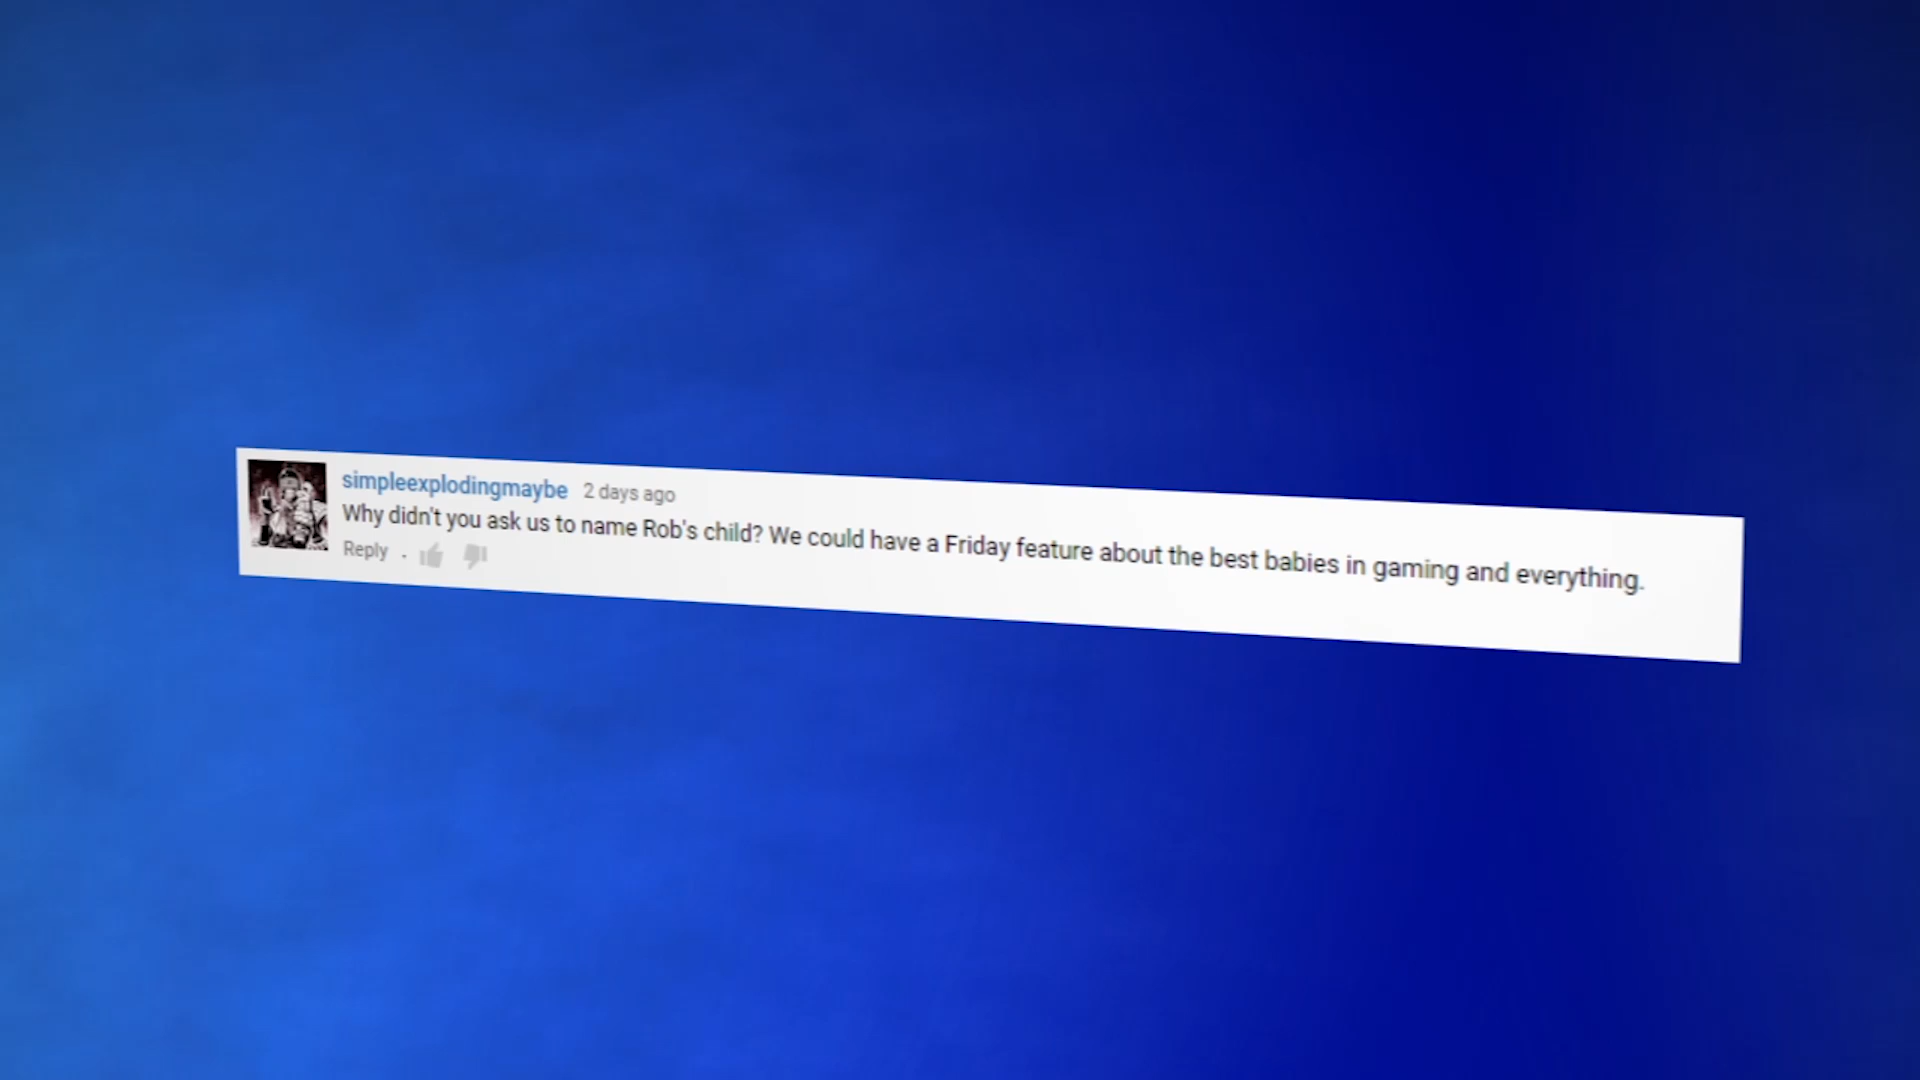 simpleexplodingmaybe 2 days ago
Why didn't you ask us to name Rob's child? We could have a Friday feature about the best babies in gaming and everything.
Reply .